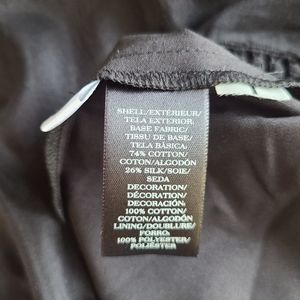 SHELL/EXTÉRIEUR/
TELA EXTERIOR.
BASE FABRIC/
TISSU DE BASE/
TELA BÁSICA:
74% COTTON/
COTON/ALGODÓN
26% SILK/SOIE/
SEDA
DECORATION/
DÉCORATION/
DECORACIÓN
100% COTTON/
COTON/ALGODÓN
LINING/DOUBLURE/
FORRO:
100% POLYESTER/
POLIÉSTER